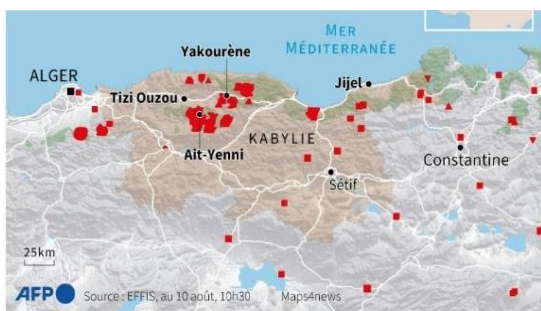 MER
MÉDITERRANÉE
Yakourène
ALGER
Tizi Ouzou
Jijel
KABYLIE
Ait-Yenni
Constantine
Sétif
25km
AFP Source : EFFIS, au 10 août, 10h30 Maps4news